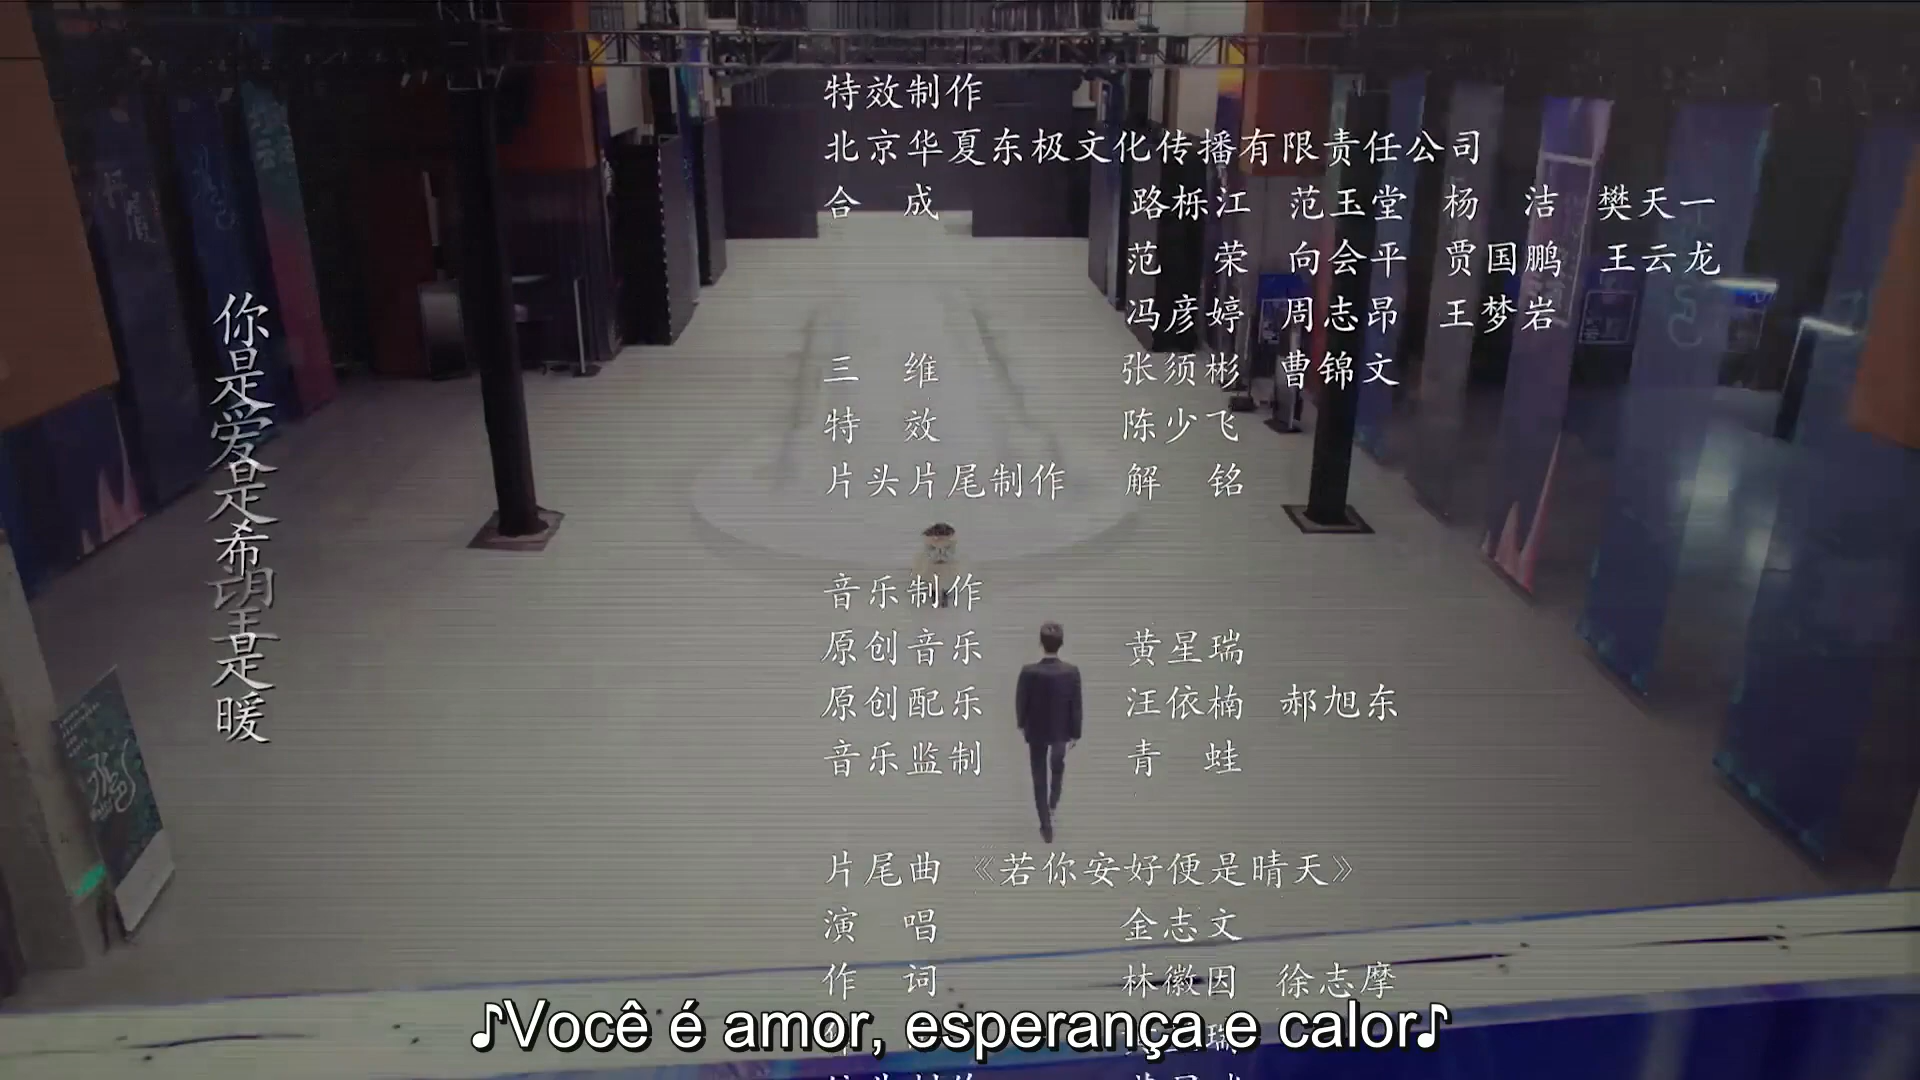 特效制作
北京华夏东极文化传播有限责任公司
合 成 路栎江 范玉堂 杨 洁 樊天一
范 荣 向会平 贾国鹏 王云龙
冯彦婷 周志昂 王梦岩
三 维 张须彬 曹锦文
特 效 陈少飞
片头片尾制作 解 铭
音乐制作
原创音乐 黄星瑞
原创配乐 汪依楠 郝旭东
音乐监制 青 蛙
片尾曲 《若你安好便是晴天》
演 唱 金志文
作 词 林徽因 徐志摩
你是爱是希望是暖
♪Você é amor, esperança e calor♪